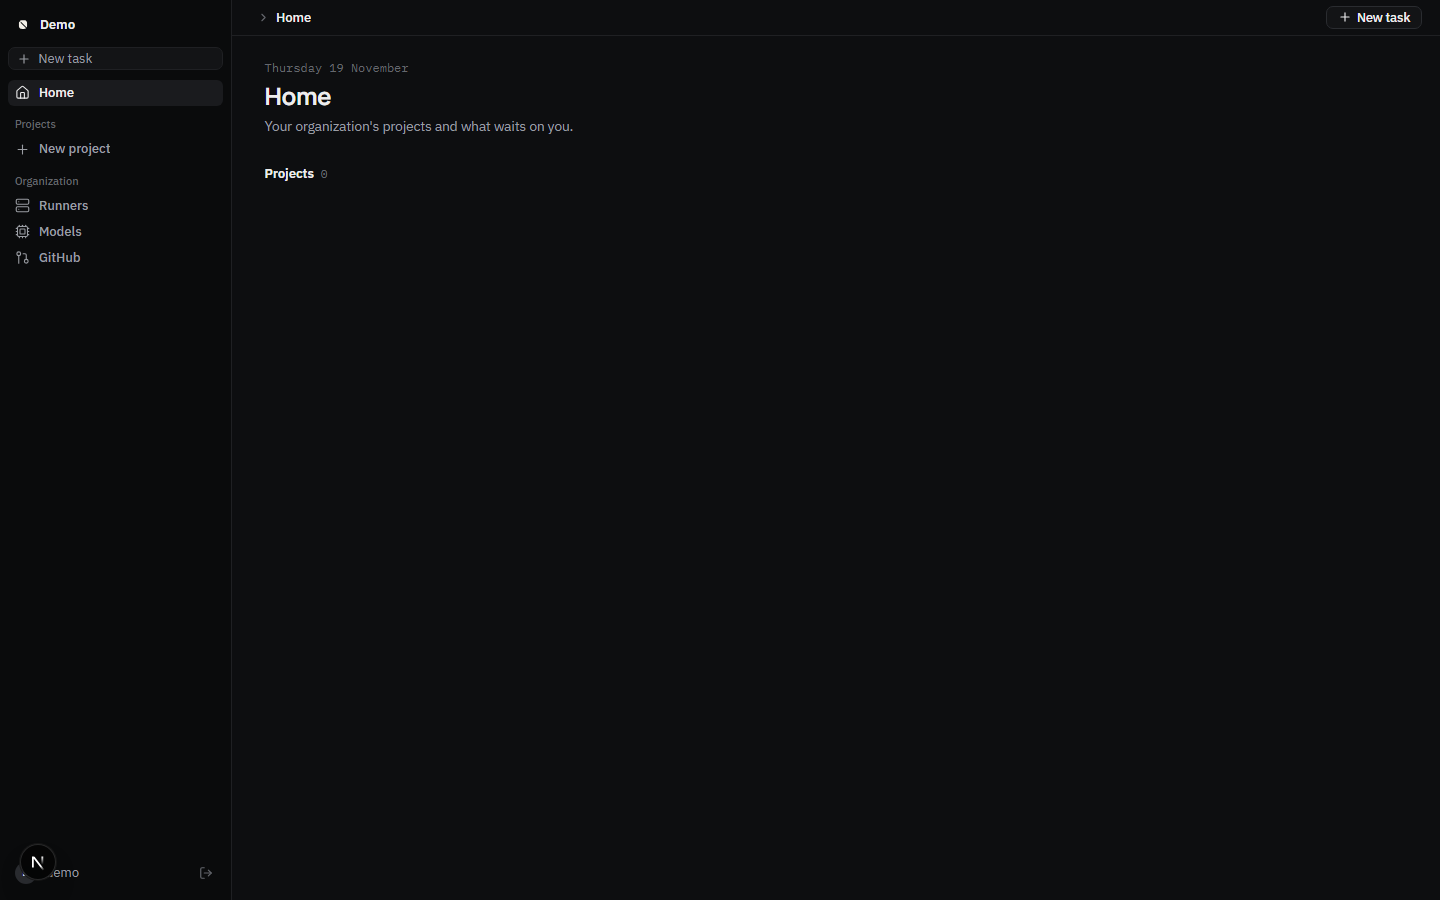 Demo
New task
Home
Projects
New project
Organization
Runners
Models
GitHub
Home
New task
Thursday 19 November
Home
Your organization's projects and what waits on you.
Projects 0
emo